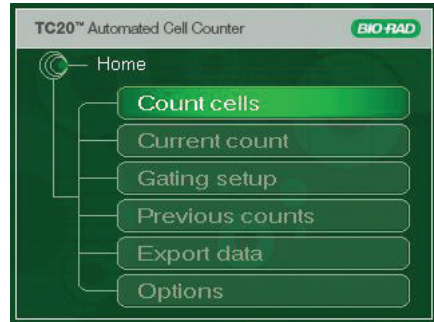 TC20™ Automated Cell Counter BIO-RAD
Home
Count cells
Current count
Gating setup
Previous counts
Export data
Options